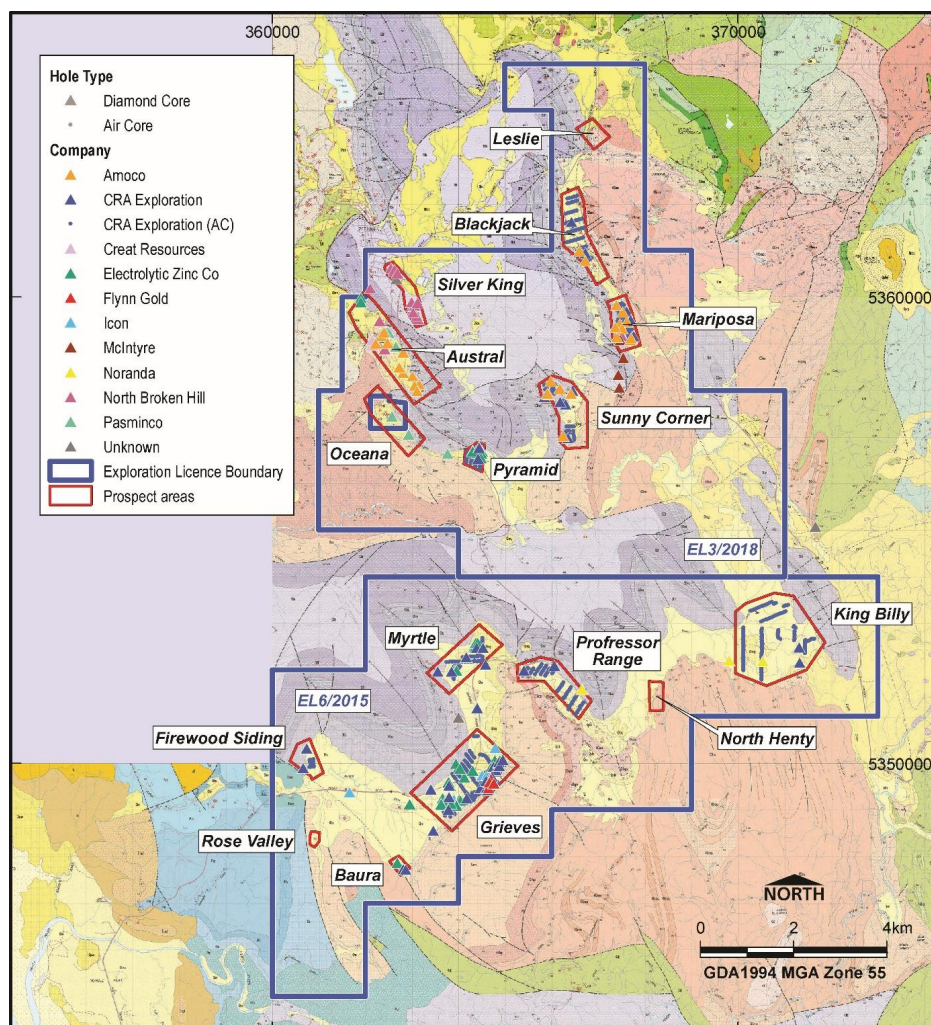 360000
370000
Hole Type
Diamond Core
Air Core
Company
Amoco
CRA Exploration
CRA Exploration (AC)
Creat Resources
Electrolytic Zinc Co
Flynn Gold
Icon
McIntyre
Noranda
North Broken Hill
Pasminco
Unknown
Exploration Licence Boundary
Prospect areas
Leslie
Blackjack
Silver King
5360000
Mariposa
Austral
Sunny Corner
Oceana
Pyramid
EL3/2018
King Billy
Myrtle
Profressor
Range
EL6/2015
Firewood Siding
North Henty
5350000
Grieves
Rose Valley
Baura
NORTH
0 2 4km
GDA1994 MGA Zone 55